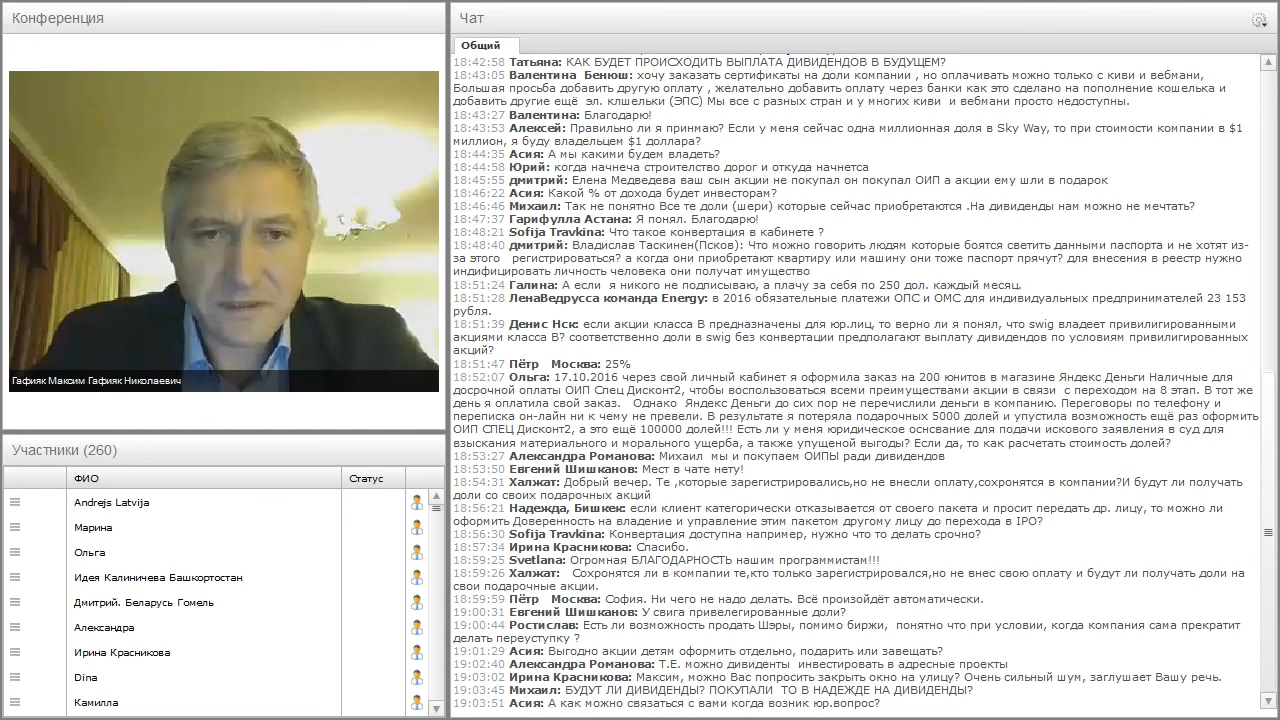 Конференция
Гафияк Максим Гафияк Николаевич
Участники (260)
ФИО
Статус
Andrejs Latvija
Марина
Ольга
Идея Калиничева Башкортостан
Дмитрий. Беларусь Гомель
Александра
Ирина Красникова
Dina
Камилла
Чат
Общий
18:42:58 Татьяна: КАК БУДЕТ ПРОИСХОДИТЬ ВЫПЛАТА ДИВИДЕНДОВ В БУДУЩЕМ?
18:43:05 Валентина Бенюш: хочу заказать сертификаты на доли компании , но оплачивать можно только с киви и вебмани,
Большая просьба добавить другую оплату , желательно добавить оплату через банки как это сделано на пополнение кошелька и
добавить другие ещё эл. клшельки (ЭПС) Мы все с разных стран и у многих киви и вебмани просто недоступны.
18:43:27 Валентина: Благодарю!
18:43:53 Алексей: Правильно ли я принмаю? Если у меня сейчас одна миллионная доля в Sky Way, то при стоимости компании в $1
миллион, я буду владельцем $1 доллара?
18:44:35 Асия: А мы какими будем владеть?
18:44:58 Юрий: когда начнеча строителство дорог и откуда начнется
18:45:55 дмитрий: Елена Медведева ваш сын акции не покупал он покупал ОИП а акции ему шли в подарок
18:46:22 Асия: Какой % от дохода будет инвесторам?
18:46:46 Михаил: Так не понятно Все те доли (шери) которые сейчас приобретаются .На дивиденды нам можно не мечтать?
18:47:37 Гарифулла Астана: Я понял. Благодарю!
18:48:21 Sofija Travkina: Что такое конвертация в кабинете ?
18:48:40 дмитрий: Владислав Таскинен(Псков): Что можно говорить людям которые боятся светить данными паспорта и не хотят из-
за этого регистрироваться? а когда они приобретают квартиру или машину они тоже паспорт прячут? для внесения в реестр нужно
индифицировать личность человека они получат имущество
18:51:24 Галина: А если я никого не подписываю, а плачу за себя по 250 дол. каждый месяц.
18:51:28 ЛенаВедрусса команда Energy: в 2016 обязательные платежи ОПС и ОМС для индивидуальных предпринимателей 23 153
рубля.
18:51:39 Денис Нск: если акции класса В предназначены для юр.лиц, то верно ли я понял, что swig владеет привилигированными
акциями класса В? соответственно доли в swig без конвертации предполагают выплату дивидендов по условиям привилигированных
акций?
18:51:47 Пётр Москва: 25%
18:52:07 Ольга: 17.10.2016 через свой личный кабинет я оформила заказ на 200 юнитов в магазине Яндекс Деньги Наличные для
досрочной оплаты ОИП Спец Дисконт2, чтобы воспользоваться всеми преимуществами акции в связи с переходом на 8 этап. В тот же
день я оплатила свой заказ. Однако Яндекс Деньги до сих пор не перечислили деньги в компанию. Переговоры по телефону и
переписка он-лайн ни к чему не превели. В результате я потеряла подарочных 5000 долей и упустила возможность ещё раз оформить
ОИП СПЕЦ Дисконт2, а это ещё 100000 долей!!! Есть ли у меня юридическое оснсвание для подачи искового заявления в суд для
взыскания материального и морального ущерба, а также упущеной выгоды? Если да, то как расчетать стоимость долей?
18:53:27 Александра Романова: Михаил мы и покупаем ОИПЫ ради дивидендов
18:53:50 Евгений Шишканов: Мест в чате нету!
18:54:31 Халжат: Добрый вечер. Те ,которые зарегистрировались,но не внесли оплату,сохронятся в компании?И будут ли получать
доли со своих подарочных акций
18:56:21 Надежда, Бишкек: если клиент категорически отказывается от своего пакета и просит передать др. лицу, то можно ли
оформить Доверенность на владение и управление этим пакетом другому лицу до перехода в IPO?
18:56:30 Sofija Travkina: Конвертация доступна например, нужно что то делать срочно?
18:57:34 Ирина Красникова: Спасибо.
18:59:25 Svetlana: Огромная БЛАГОДАРНОСТЬ нашим программистам!!!
18:59:26 Халжат: Сохронятся ли в компапии те,кто только зарегистрировался,но не внес свою оплату и будут ли получать доли на
свои подарочные акции.
18:59:59 Пётр Москва: София. Ни чего не надо делать. Всё произойдёт автоматически.
19:00:31 Евгений Шишканов: У свига привелегированные доли?
19:00:44 Ростислав: Есть ли возможность продать Шэры, помимо биржи, понятно что при условии, когда компания сама прекратит
делать переуступку ?
19:01:29 Асия: Выгодно акции детям оформить отдельно, подарить или завещать?
19:02:40 Александра Романова: Т.Е. можно дивиденты инвестировать в адресные проекты
19:03:02 Ирина Красникова: Максим, можно Вас попросить закрыть окно на улицу? Очень сильный шум, заглушает Вашу речь.
19:03:45 Михаил: БУДУТ ЛИ ДИВИДЕНДЫ? ПОКУПАЛИ ТО В НАДЕЖДЕ НА ДИВИДЕНДЫ?
19:03:51 Асия: А как можно связаться с вами когда возник юр.вопрос?